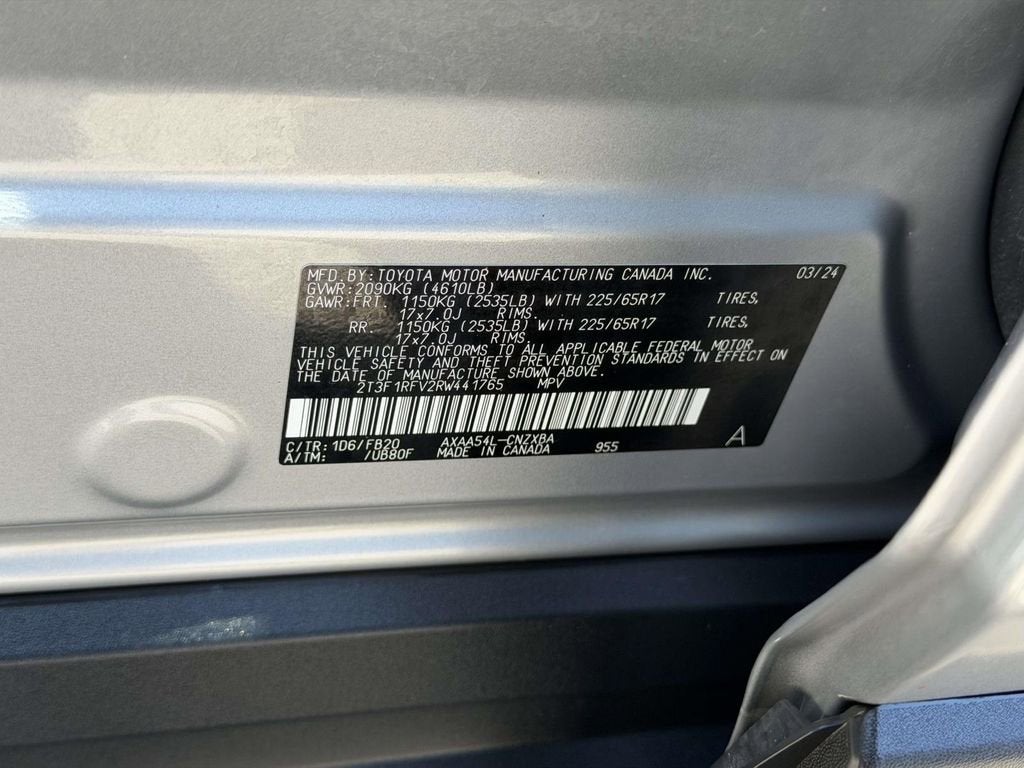 MFD. BY: TOYOTA MOTOR MANUFACTURING CANADA INC. 03/24
GVWR: 2090KG (4610LB)
GAWR: FRT. 1150KG (2535LB) WITH 225/65R17 TIRES,
17x7.0J RIMS.
RR. 1150KG (2535LB) WITH 225/65R17 TIRES,
17x7.0J RIMS.
THIS VEHICLE CONFORMS TO ALL APPLICABLE FEDERAL MOTOR
VEHICLE SAFETY AND THEFT PREVENTION STANDARDS IN EFFECT ON
THE DATE OF MANUFACTURE SHOWN ABOVE.
2T3F1RFV2RW441765 MPV
C/TR: 1D6/FB20 AXAA54L-CNZXBA A
A/TM: /UB80F MADE IN CANADA 955